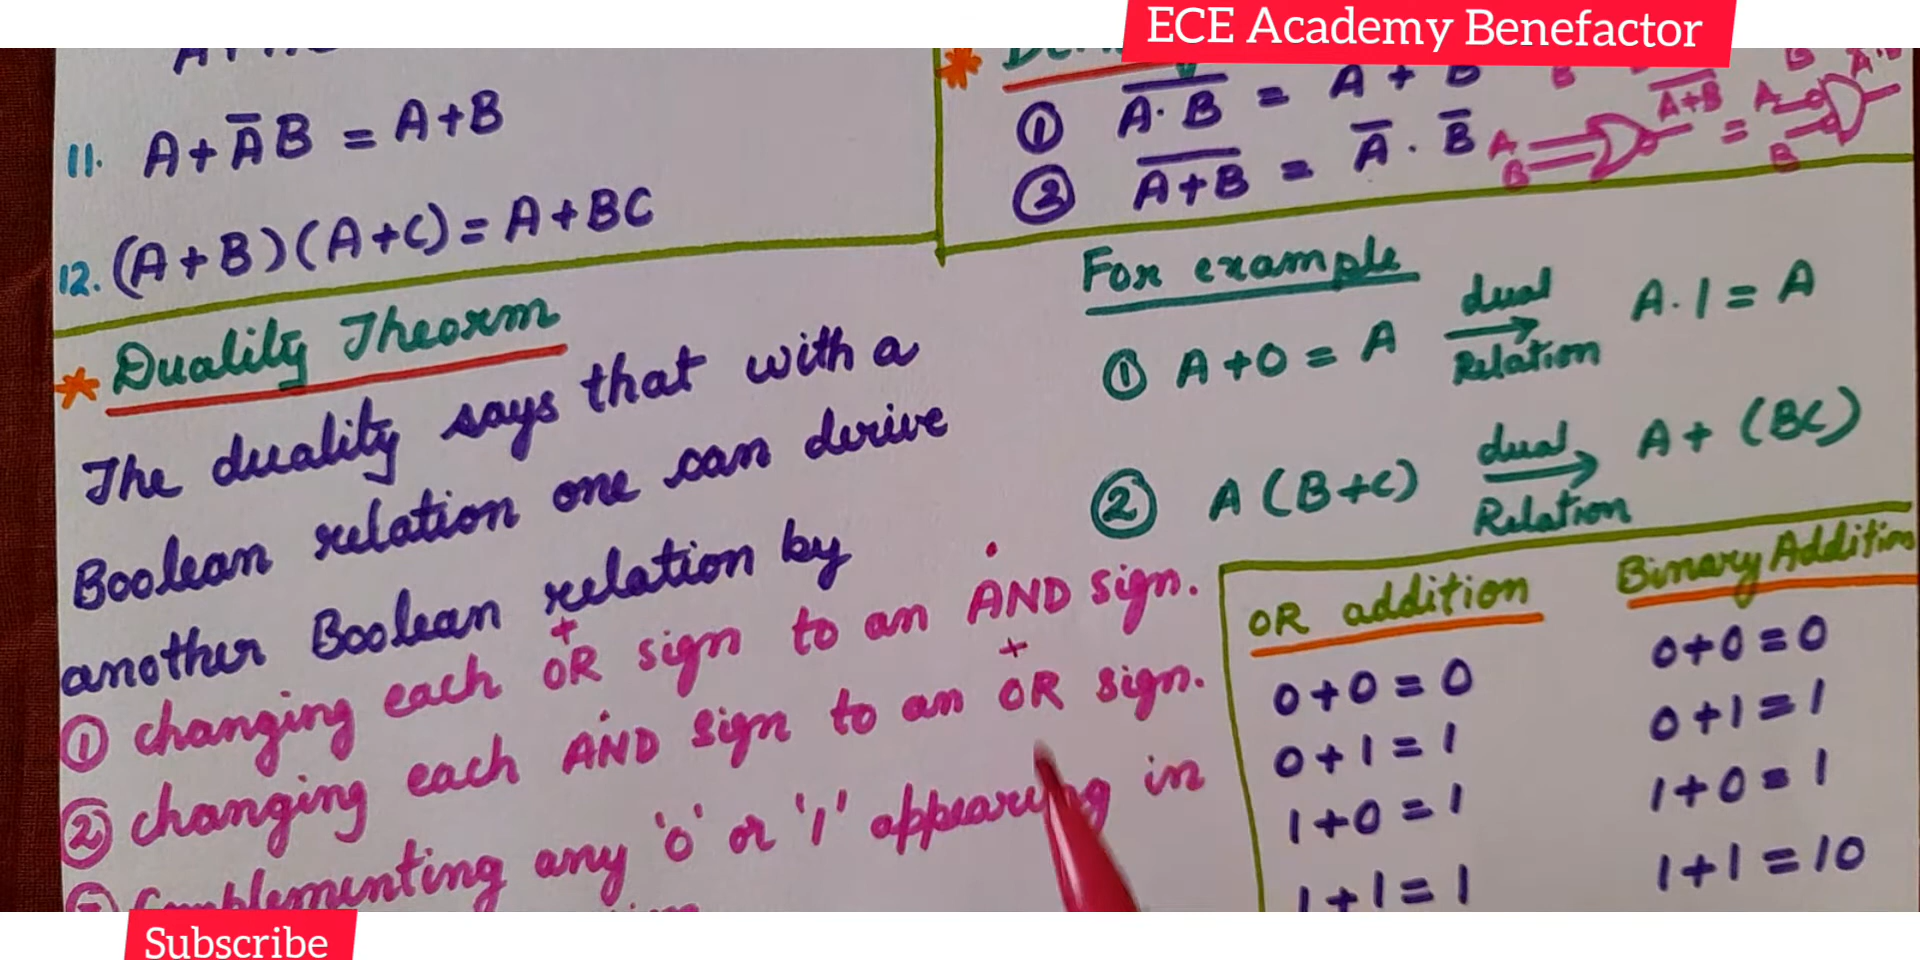 ECE Academy Benefactor
11. A + A̅B = A+B
12. (A+B)(A+C) = A+BC
① \overline{A·B} = A + B
② \overline{A+B} = A̅ . B̅
A
B
\overline{A+B}
=
A
B
* Duality Theorm
The duality says that with a
Boolean relation one can derive
another Boolean relation by
+ .
① changing each OR sign to an AND sign.
. +
② changing each AND sign to an OR sign.
Complementing any '0' or '1' appearing in
For example
① A+0 = A dual Relation A.1 = A
② A(B+C) dual Relation A+(BC)
OR addition
0+0=0
0+1=1
1+0=1
1+1=1
Binary Addition
0+0=0
0+1=1
1+0=1
1+1=10
Subscribe